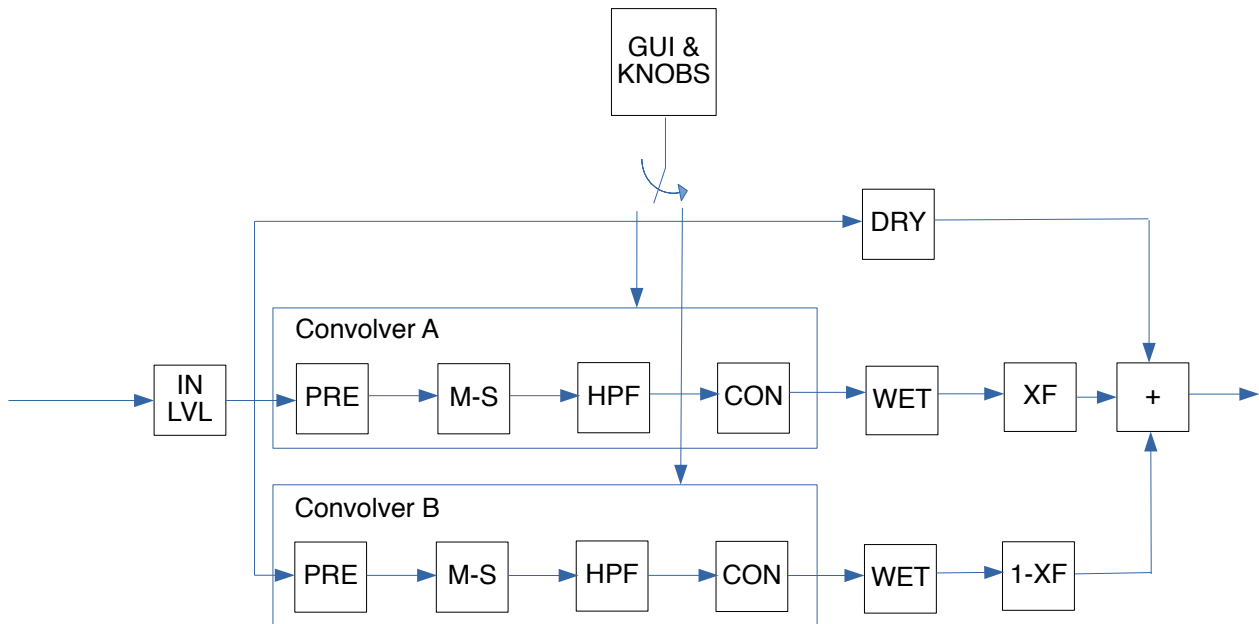 GUI &
KNOBS
DRY
Convolver A
IN
LVL
PRE
M-S
HPF
CON
WET
XF
+
Convolver B
PRE
M-S
HPF
CON
WET
1-XF